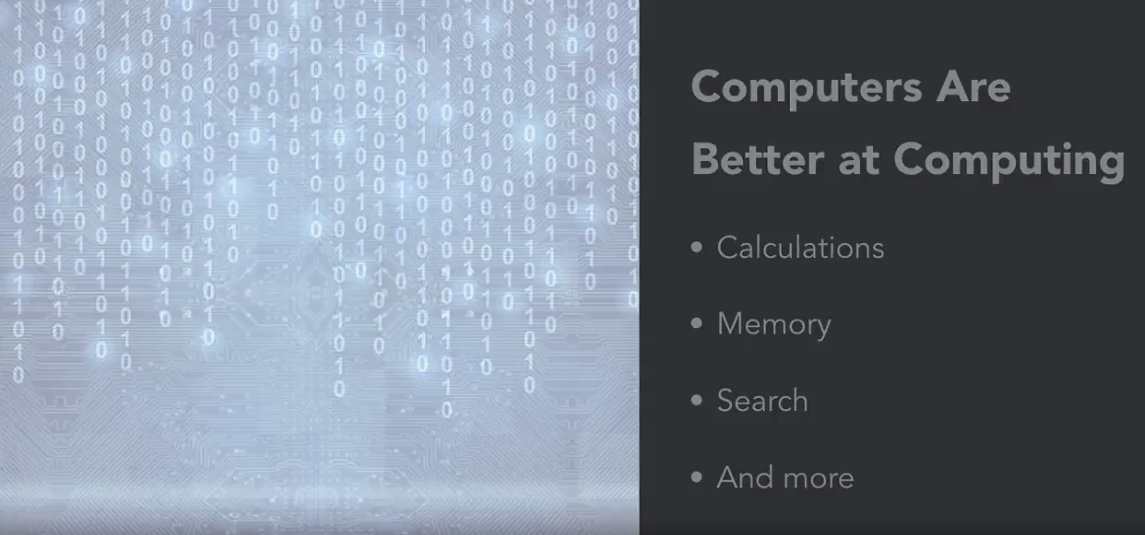 Computers Are
Better at Computing
• Calculations
• Memory
• Search
• And more